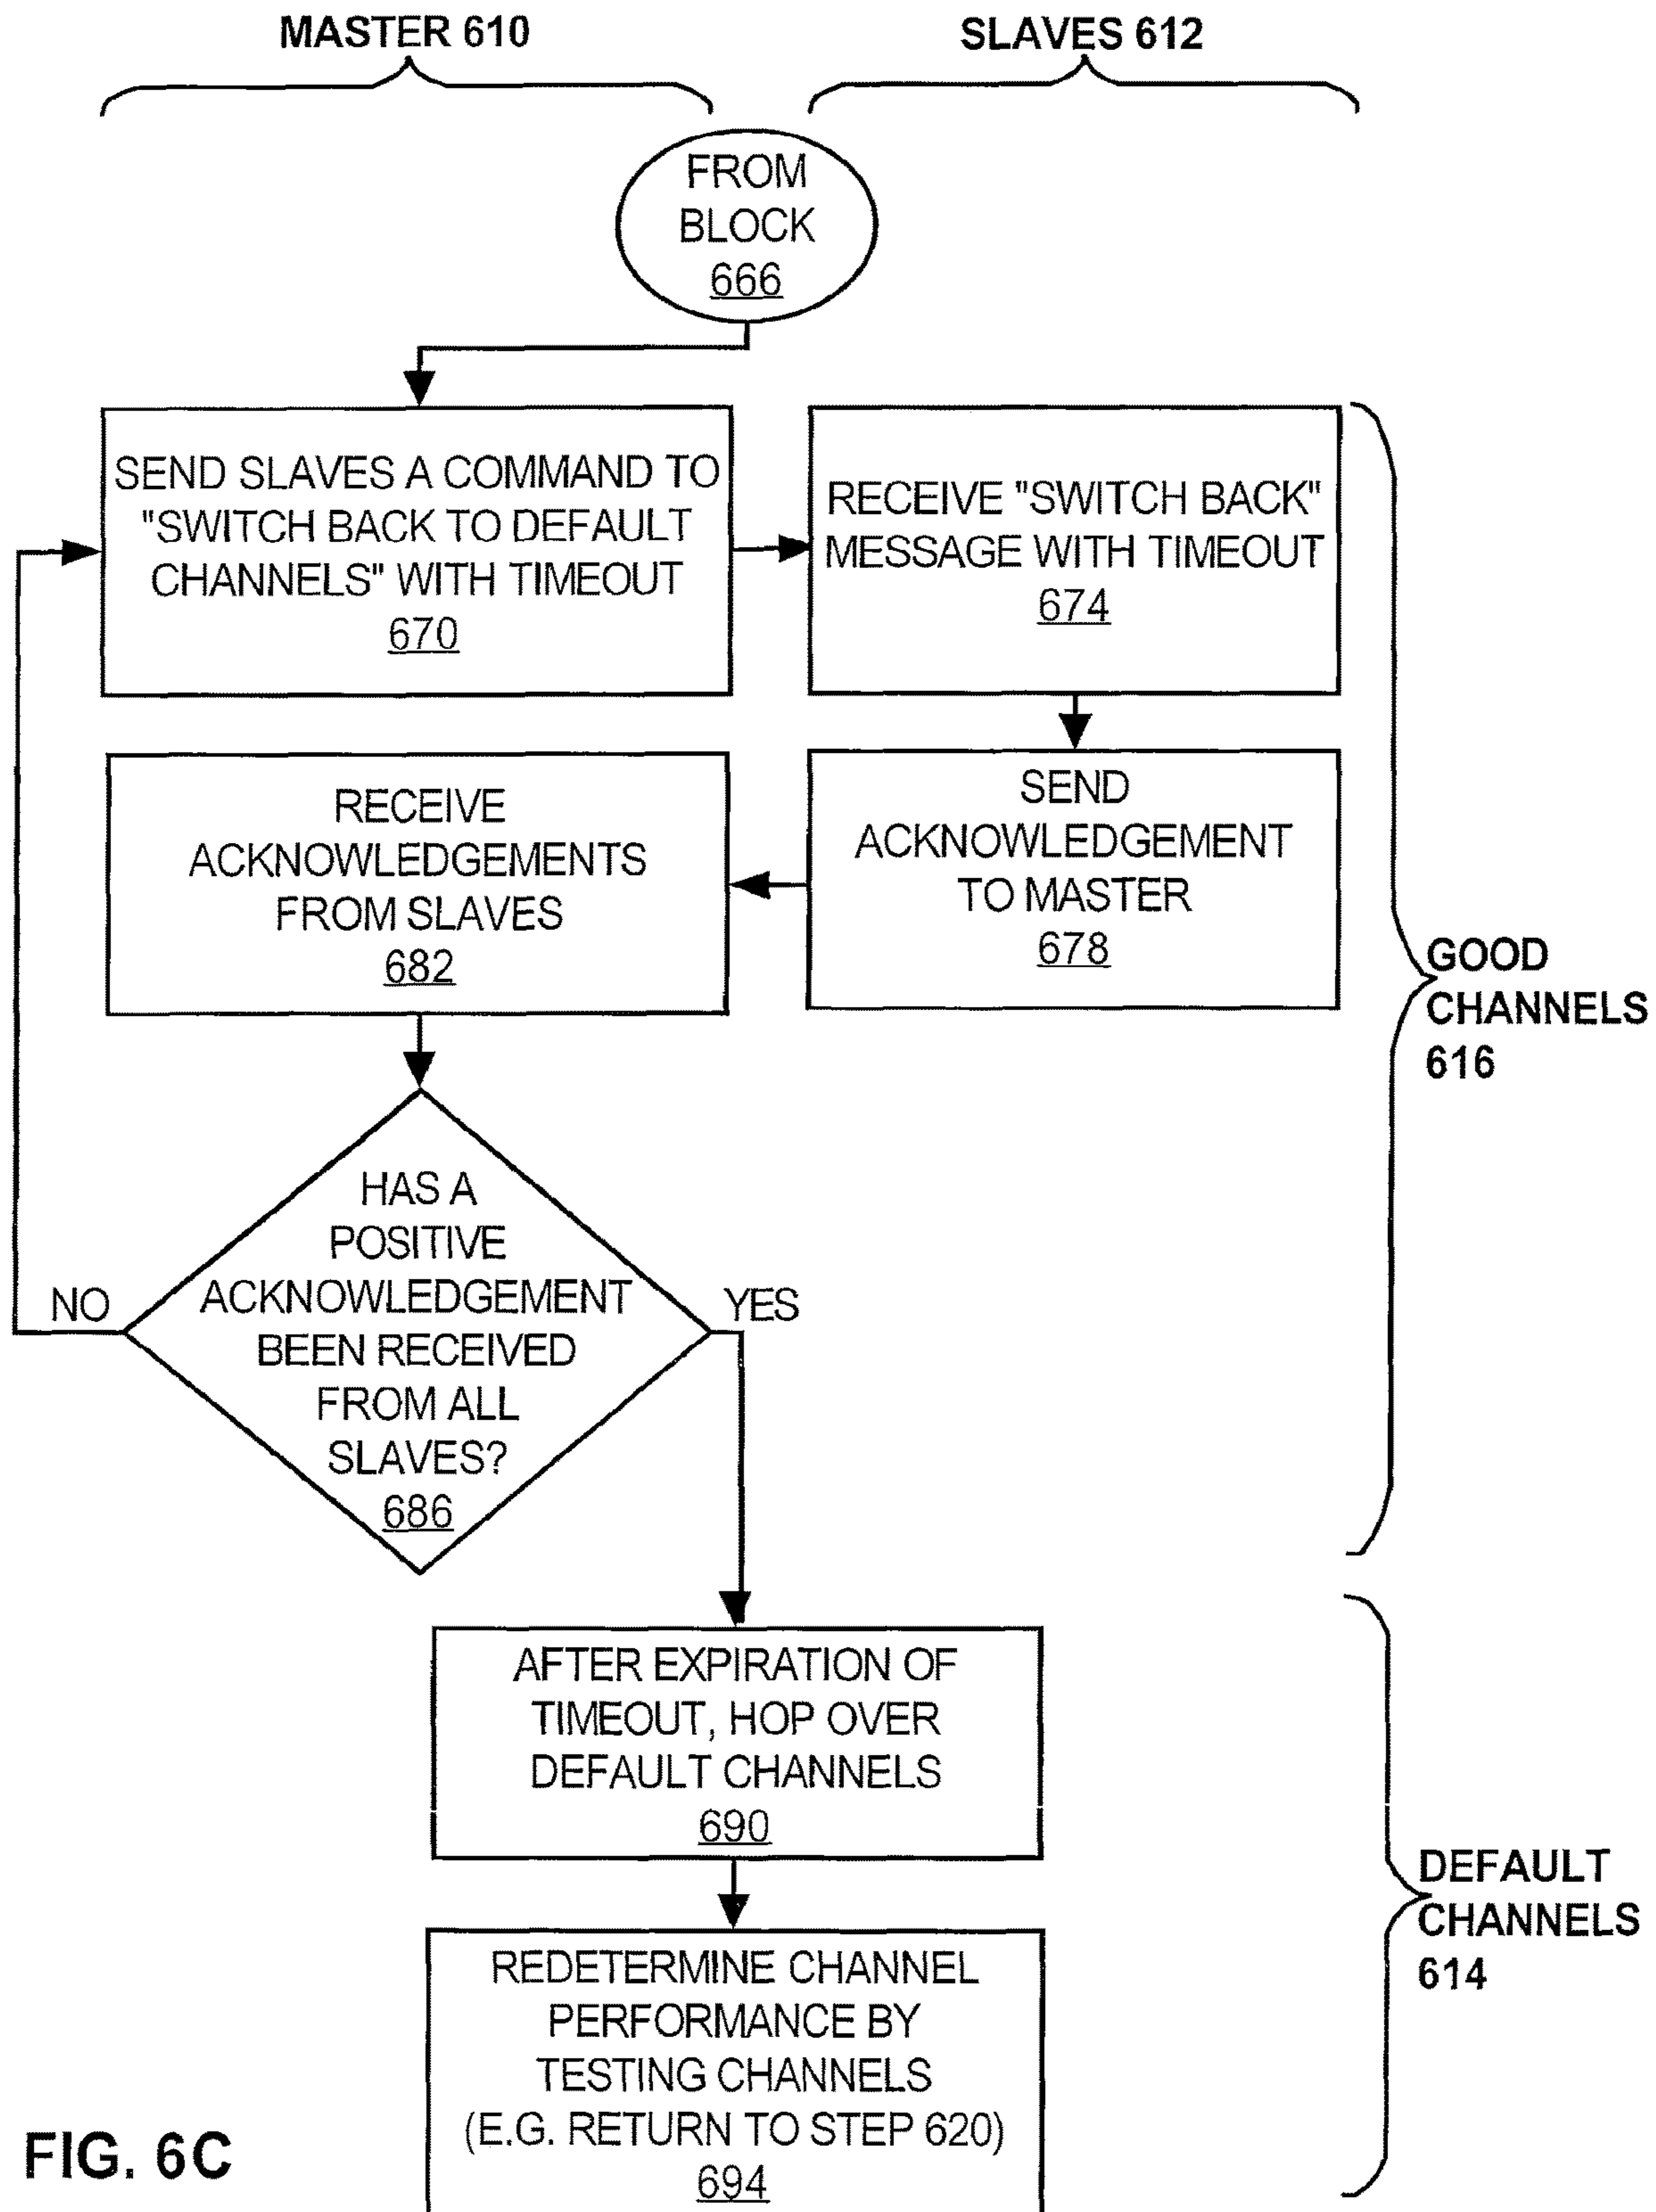 MASTER 610
SLAVES 612
FROM
BLOCK
666
SEND SLAVES A COMMAND TO
"SWITCH BACK TO DEFAULT
CHANNELS" WITH TIMEOUT
670
RECEIVE "SWITCH BACK"
MESSAGE WITH TIMEOUT
674
RECEIVE
ACKNOWLEDGEMENTS
FROM SLAVES
682
SEND
ACKNOWLEDGEMENT
TO MASTER
678
GOOD
CHANNELS
616
HAS A
POSITIVE
ACKNOWLEDGEMENT
BEEN RECEIVED
FROM ALL
SLAVES?
686
NO
YES
AFTER EXPIRATION OF
TIMEOUT, HOP OVER
DEFAULT CHANNELS
690
DEFAULT
CHANNELS
614
REDETERMINE CHANNEL
PERFORMANCE BY
TESTING CHANNELS
(E.G. RETURN TO STEP 620)
694
FIG. 6C